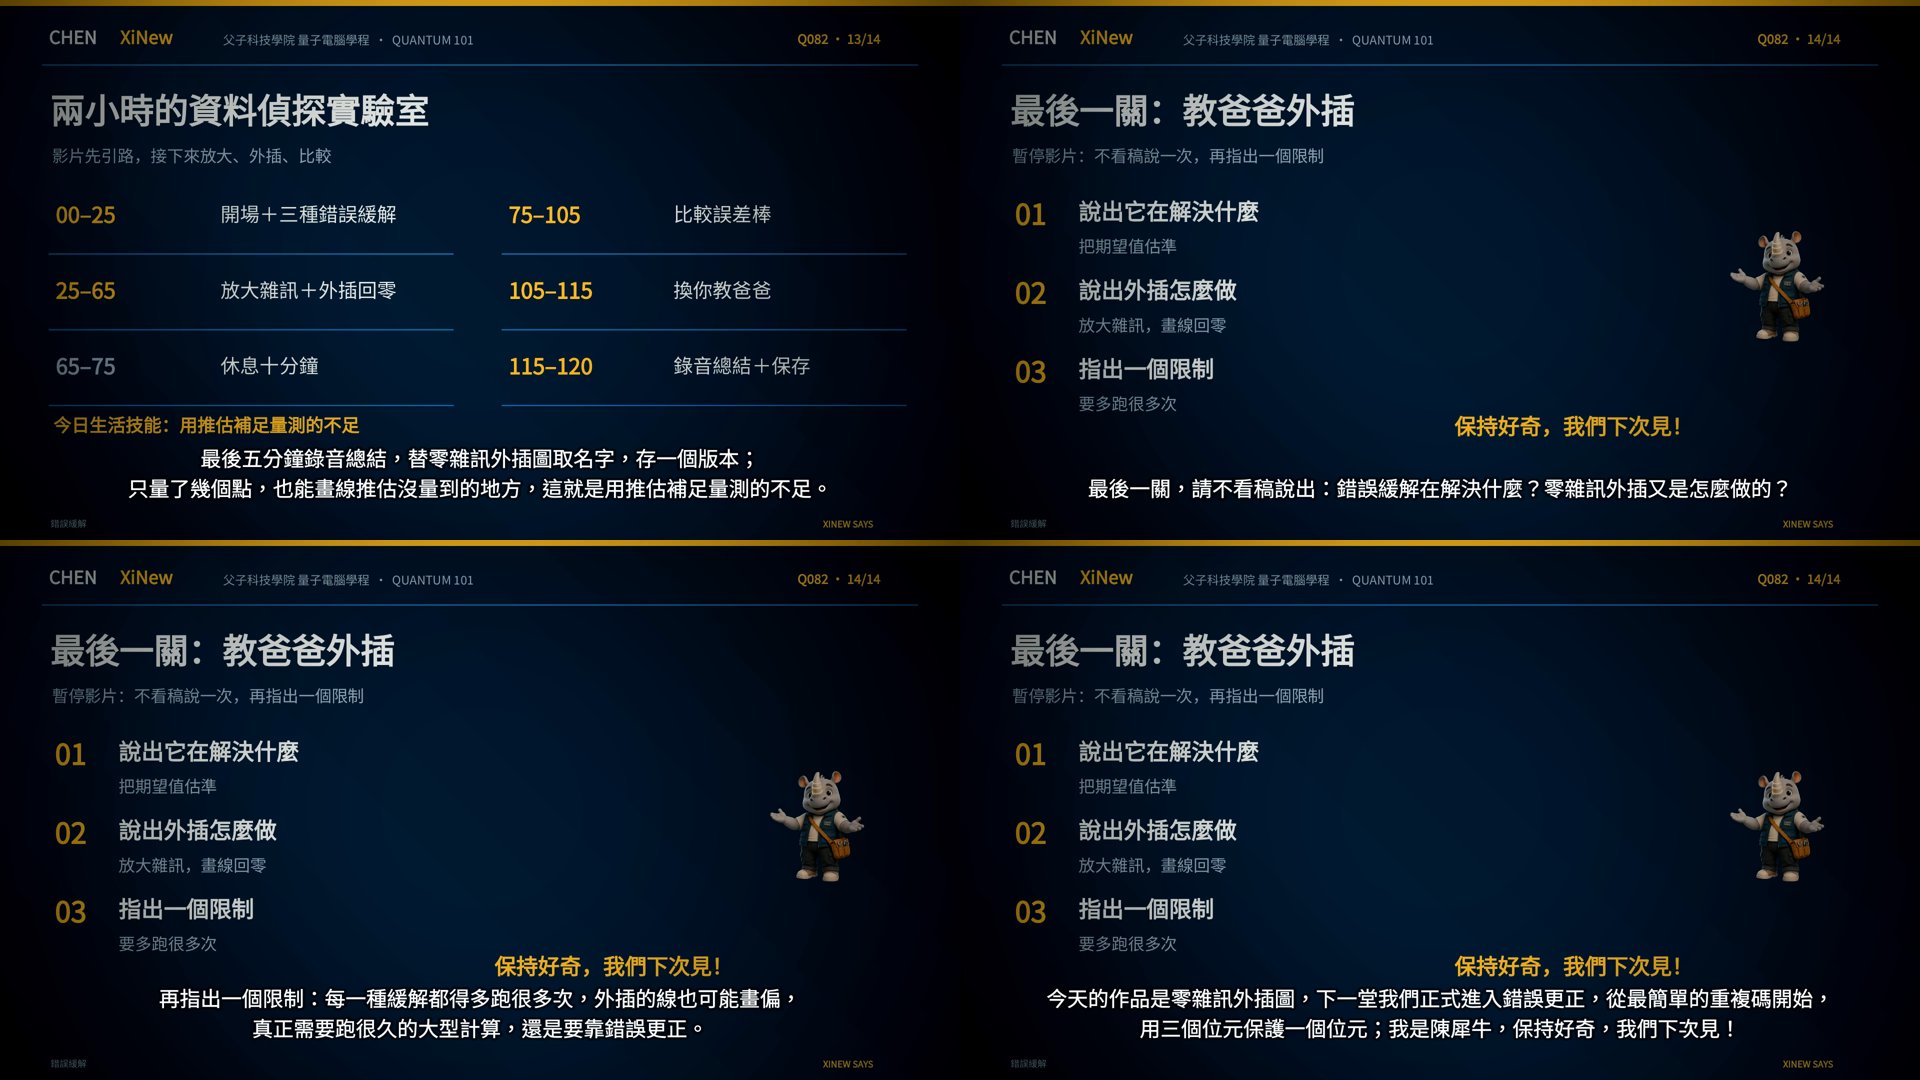 CHEN XiNew 父子科技學院 量子電腦學程 · QUANTUM 101 Q082 · 13/14
兩小時的資料偵探實驗室
影片先引路，接下來放大、外插、比較
00–25 開場＋三種錯誤緩解
75–105 比較誤差棒
25–65 放大雜訊＋外插回零
105–115 換你教爸爸
65–75 休息十分鐘
115–120 錄音總結＋保存
今日生活技能：用推估補足量測的不足
最後五分鐘錄音總結，替零雜訊外插圖取名字，存一個版本；
只量了幾個點，也能畫線推估沒量到的地方，這就是用推估補足量測的不足。
錯誤緩解 XINEW SAYS
CHEN XiNew 父子科技學院 量子電腦學程 · QUANTUM 101 Q082 · 14/14
最後一關：教爸爸外插
暫停影片：不看稿說一次，再指出一個限制
01 說出它在解決什麼
把期望值估準
02 說出外插怎麼做
放大雜訊，畫線回零
03 指出一個限制
要多跑很多次
保持好奇，我們下次見！
最後一關，請不看稿說出：錯誤緩解在解決什麼？零雜訊外插又是怎麼做的？
錯誤緩解 XINEW SAYS
CHEN XiNew 父子科技學院 量子電腦學程 · QUANTUM 101 Q082 · 14/14
最後一關：教爸爸外插
暫停影片：不看稿說一次，再指出一個限制
01 說出它在解決什麼
把期望值估準
02 說出外插怎麼做
放大雜訊，畫線回零
03 指出一個限制
要多跑很多次
保持好奇，我們下次見！
再指出一個限制：每一種緩解都得多跑很多次，外插的線也可能畫偏，
真正需要跑很久的大型計算，還是要靠錯誤更正。
錯誤緩解 XINEW SAYS
CHEN XiNew 父子科技學院 量子電腦學程 · QUANTUM 101 Q082 · 14/14
最後一關：教爸爸外插
暫停影片：不看稿說一次，再指出一個限制
01 說出它在解決什麼
把期望值估準
02 說出外插怎麼做
放大雜訊，畫線回零
03 指出一個限制
要多跑很多次
保持好奇，我們下次見！
今天的作品是零雜訊外插圖，下一堂我們正式進入錯誤更正，從最簡單的重複碼開始，
用三個位元保護一個位元；我是陳犀牛，保持好奇，我們下次見！
錯誤緩解 XINEW SAYS